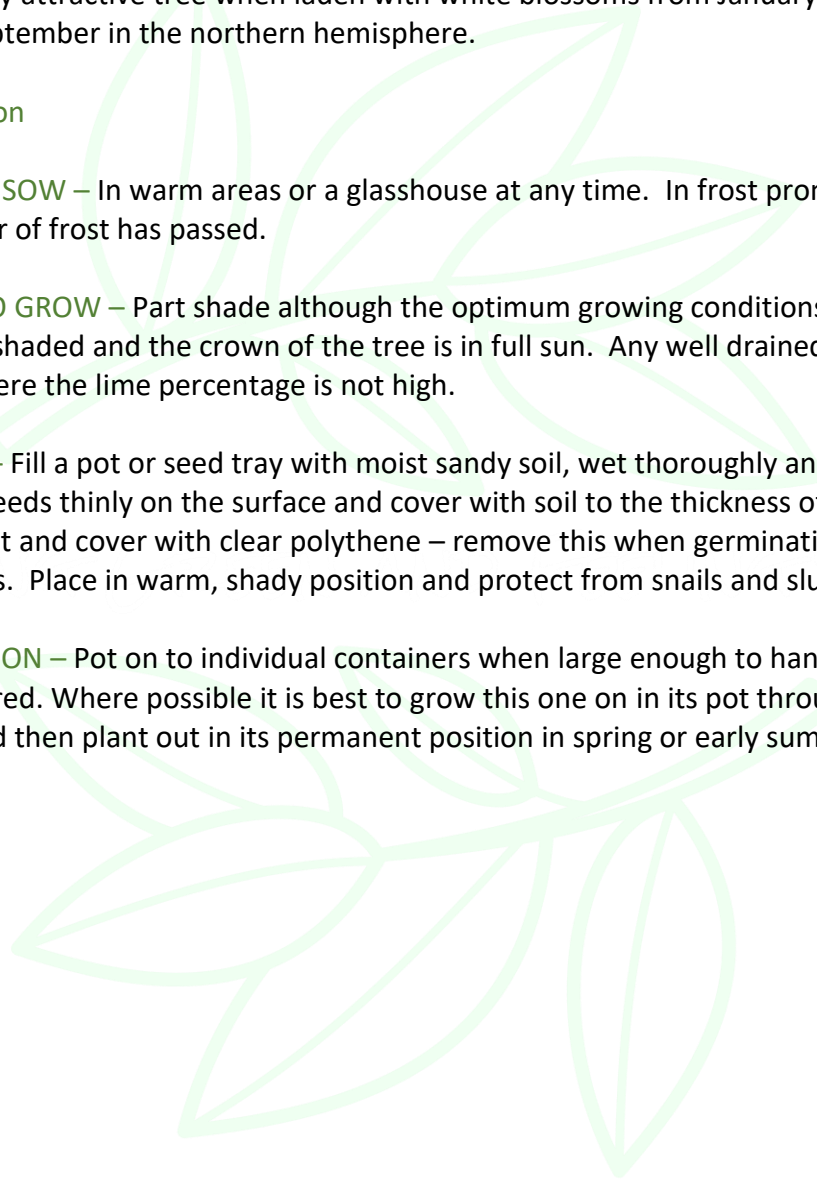 attractive tree when laden with white blossoms from January
ptember in the northern hemisphere.
on
SOW – In warm areas or a glasshouse at any time. In frost pror
r of frost has passed.
O GROW – Part shade although the optimum growing conditions
shaded and the crown of the tree is in full sun. Any well drained
ere the lime percentage is not high.
– Fill a pot or seed tray with moist sandy soil, wet thoroughly an
eeds thinly on the surface and cover with soil to the thickness of
t and cover with clear polythene – remove this when germinati
s. Place in warm, shady position and protect from snails and slu
ON – Pot on to individual containers when large enough to han
red. Where possible it is best to grow this one on in its pot throu
d then plant out in its permanent position in spring or early sum